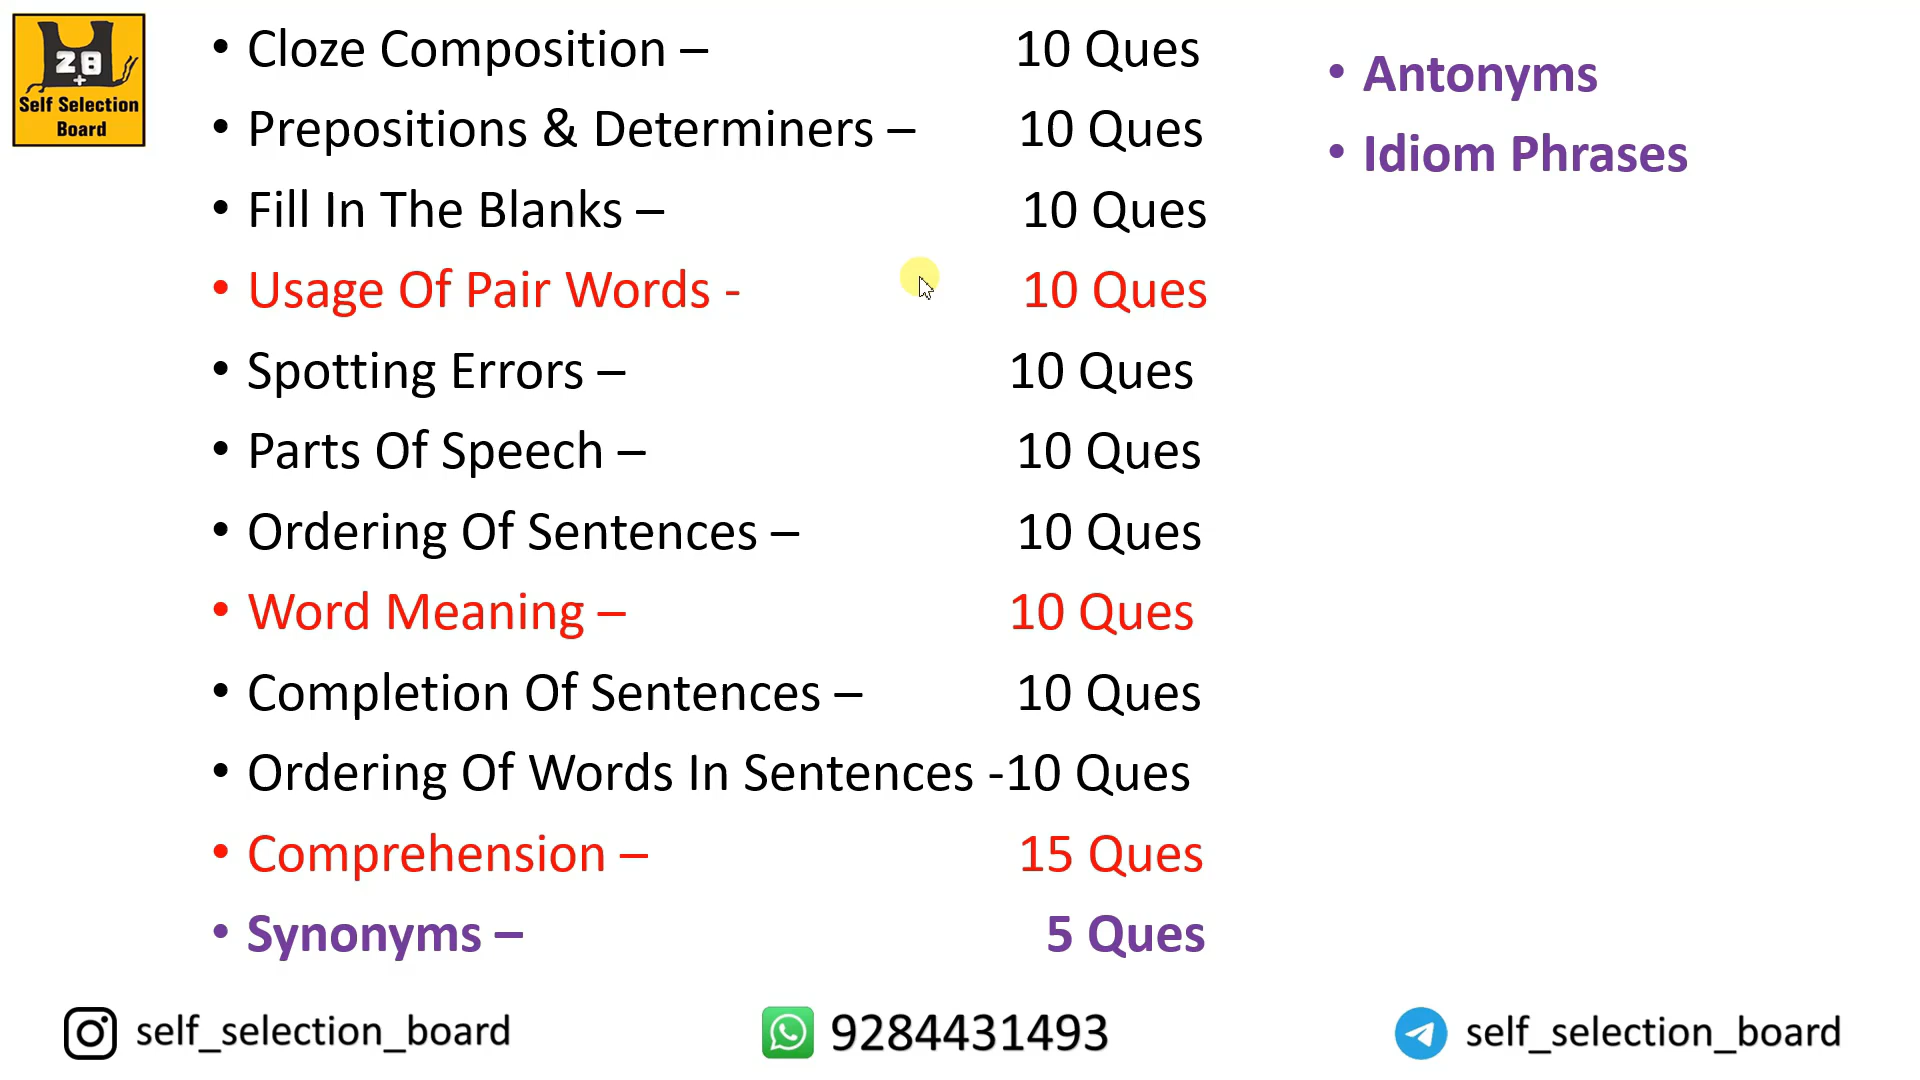 28
+
Self Selection
Board
• Cloze Composition – 10 Ques
• Prepositions & Determiners – 10 Ques
• Fill In The Blanks – 10 Ques
• Usage Of Pair Words - 10 Ques
• Spotting Errors – 10 Ques
• Parts Of Speech – 10 Ques
• Ordering Of Sentences – 10 Ques
• Word Meaning – 10 Ques
• Completion Of Sentences – 10 Ques
• Ordering Of Words In Sentences -10 Ques
• Comprehension – 15 Ques
• Synonyms – 5 Ques
• Antonyms
• Idiom Phrases
self_selection_board
9284431493
self_selection_board